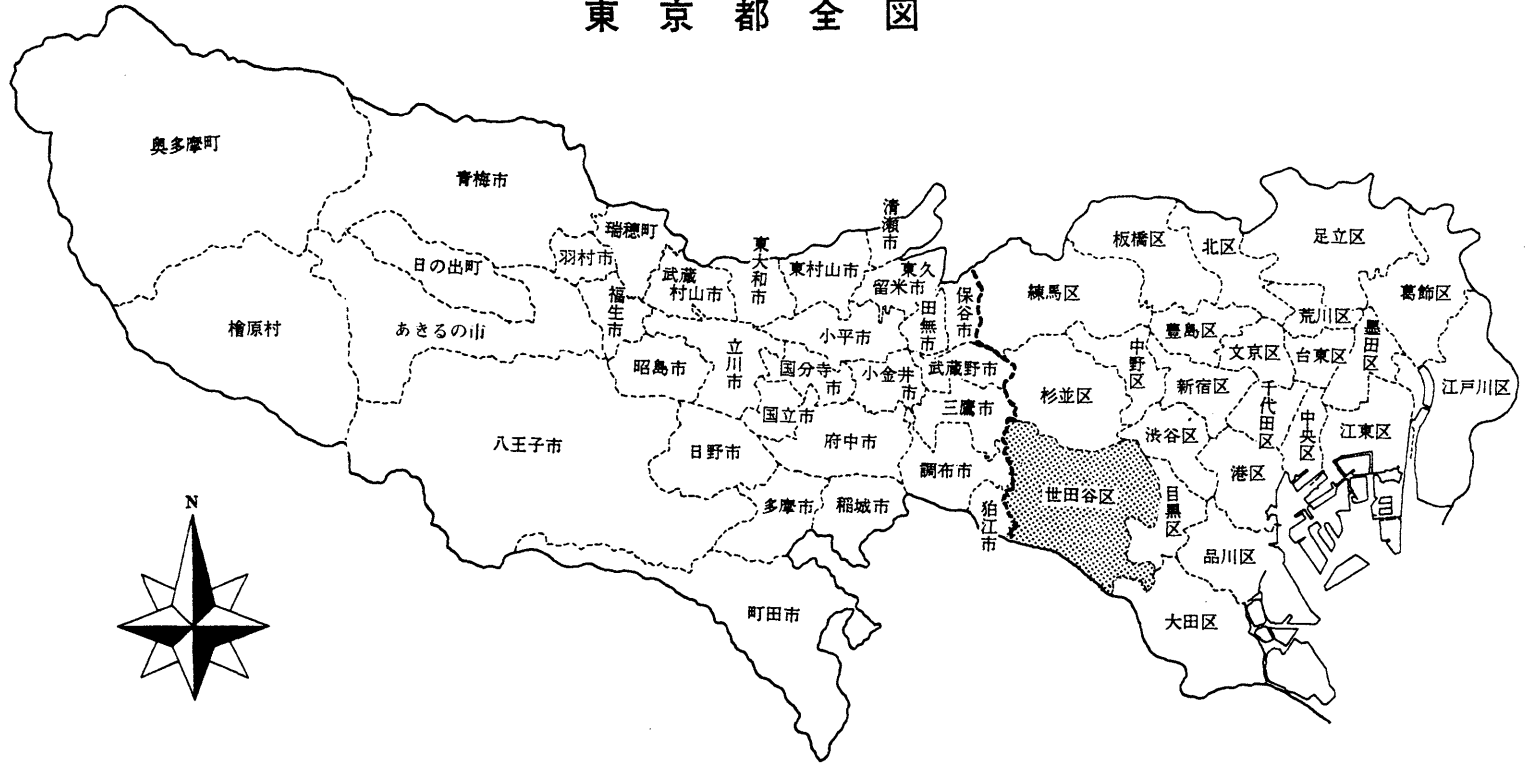 東京都全図
奥多摩町
青梅市
瑞穂町
羽村市
日の出町
檜原村
あきる野市
福生市
武蔵
村山市
東大和市
東村山市
清瀬市
東久
留米市
田無市
保谷市
昭島市
立川市
小平市
国分寺
市
小金井
市
武蔵野市
三鷹市
国立市
八王子市
日野市
府中市
調布市
多摩市
稲城市
狛江市
町田市
板橋区
北区
足立区
練馬区
葛飾区
豊島区
荒川区
墨田区
中野区
文京区
台東区
杉並区
新宿区
千代田区
江戸川区
渋谷区
中央区
江東区
世田谷区
目黒区
港区
品川区
大田区
N